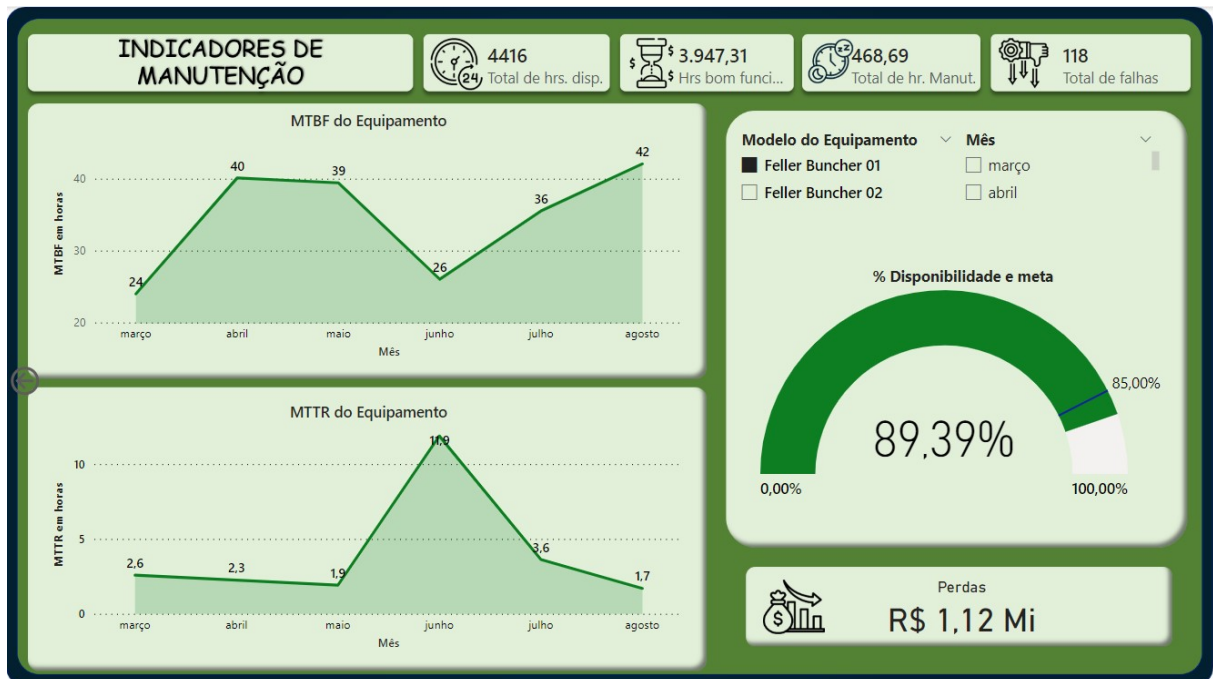 INDICADORES DE
MANUTENÇÃO
4416
Total de hrs. disp.
3.947,31
Hrs bom funci...
468,69
Total de hr. Manut.
118
Total de falhas
MTBF do Equipamento
MTBF em horas
40
30
20
24
40
39
26
36
42
março
abril
maio
junho
julho
agosto
Mês
MTTR do Equipamento
MTTR em horas
10
5
0
2,6
2,3
1,9
11,9
3,6
1,7
março
abril
maio
junho
julho
agosto
Mês
Modelo do Equipamento
Feller Buncher 01
Feller Buncher 02
Mês
março
abril
% Disponibilidade e meta
85,00%
89,39%
0,00%
100,00%
Perdas
R$ 1,12 Mi